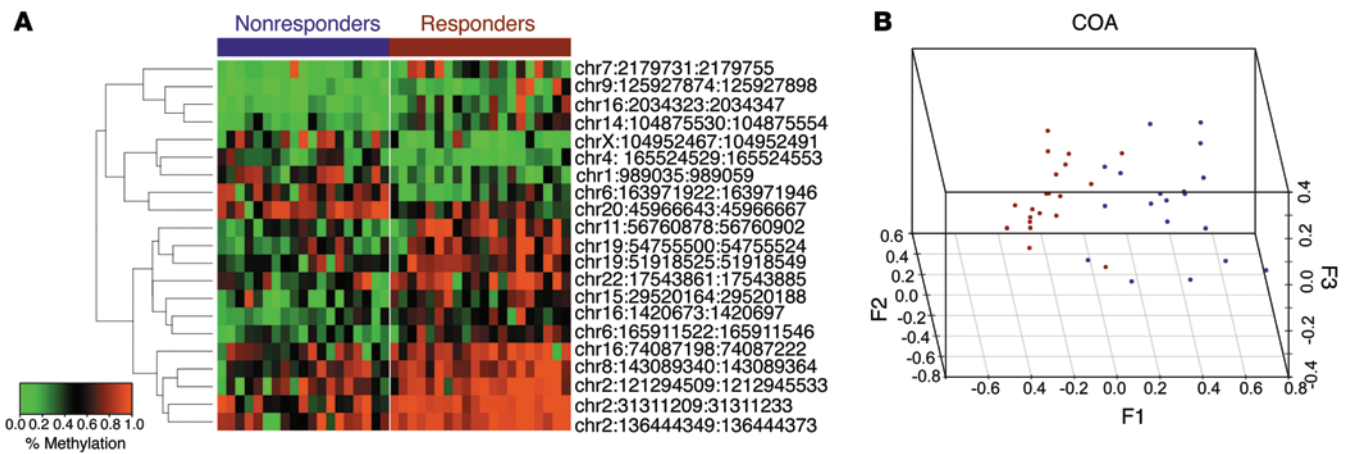 A
Nonresponders Responders
chr7:2179731:2179755
chr9:125927874:125927898
chr16:2034323:2034347
chr14:104875530:104875554
chrX:104952467:104952491
chr4: 165524529:165524553
chr1:989035:989059
chr6:163971922:163971946
chr20:45966643:45966667
chr11:56760878:56760902
chr19:54755500:54755524
chr19:51918525:51918549
chr22:17543861:17543885
chr15:29520164:29520188
chr16:1420673:1420697
chr6:165911522:165911546
chr16:74087198:74087222
chr8:143089340:143089364
chr2:121294509:1212945533
chr2:31311209:31311233
chr2:136444349:136444373
0.0 0.2 0.4 0.6 0.8 1.0
% Methylation
B
COA
0.6
0.4
0.2
0.0
-0.2
-0.4
-0.6
-0.8
F2
-0.6 0.4 -0.2 0.0 0.2 0.4 0.6 0.8
F1
0.4
0.2
0.0
-0.2
-0.4
F3